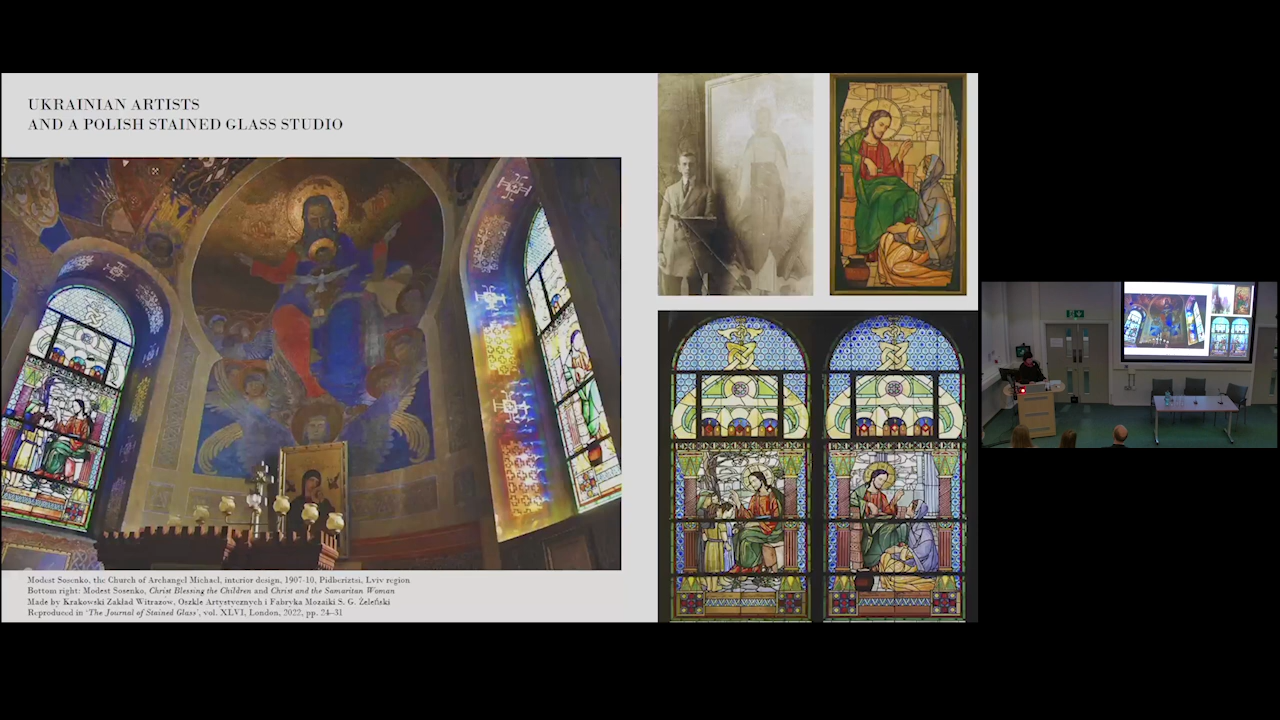 UKRAINIAN ARTISTS
AND A POLISH STAINED GLASS STUDIO
Modest Sosenko, the Church of Archangel Michael, interior design, 1907-10, Pidberiztsi, Lviv region
Bottom right: Modest Sosenko, Christ Blessing the Children and Christ and the Samaritan Woman
Made by Krakowski Zakład Witrazow, Oszkle Artystycznych i Fabryka Mozaiki S. G. Żeleński
Reproduced in 'The Journal of Stained Glass', vol. XLVI, London, 2022, pp. 24–31